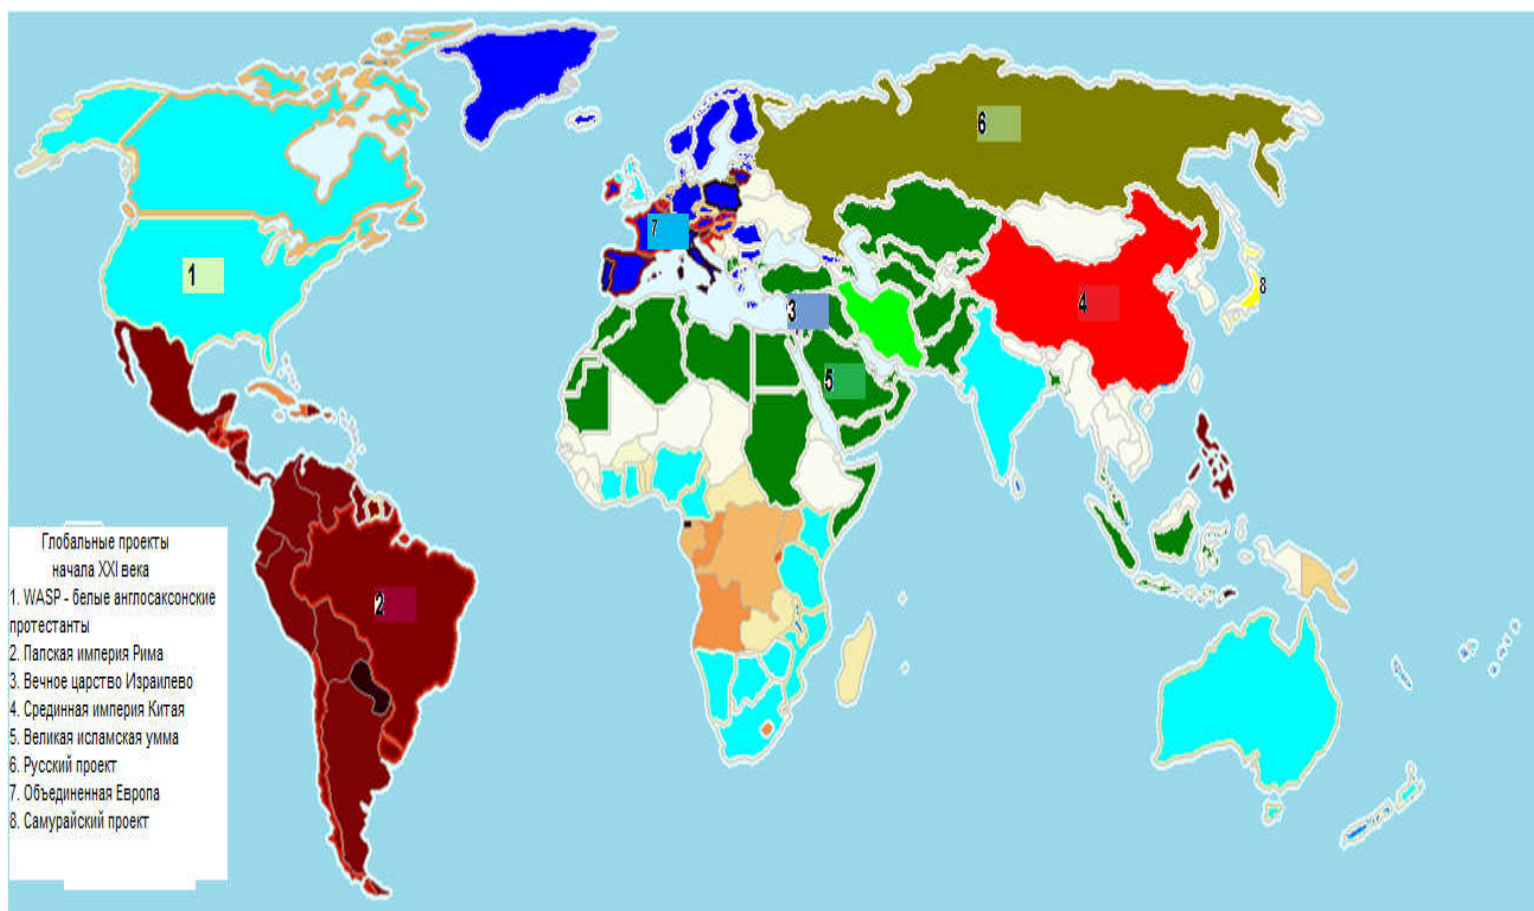 1
2
3
4
5
6
7
8
Глобальные проекты
начала XXI века
1. WASP - белые англосаксонские
протестанты
2. Папская империя Рима
3. Вечное царство Израилево
4. Срединная империя Китая
5. Великая исламская умма
6. Русский проект
7. Объединенная Европа
8. Самурайский проект